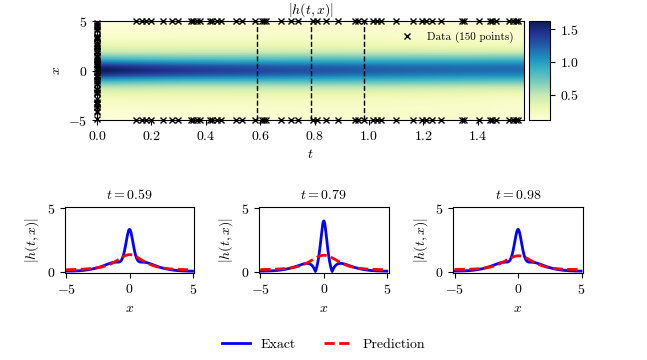 |h(t, x)|
5
0
−5
x
Data (150 points)
1.5
1.0
0.5
0.0 0.2 0.4 0.6 0.8 1.0 1.2 1.4
t
t = 0.59 t = 0.79 t = 0.98
|h(t, x)| |h(t, x)| |h(t, x)|
5 5 5
0 0 0
−5 0 5 −5 0 5 −5 0 5
x x x
Exact Prediction